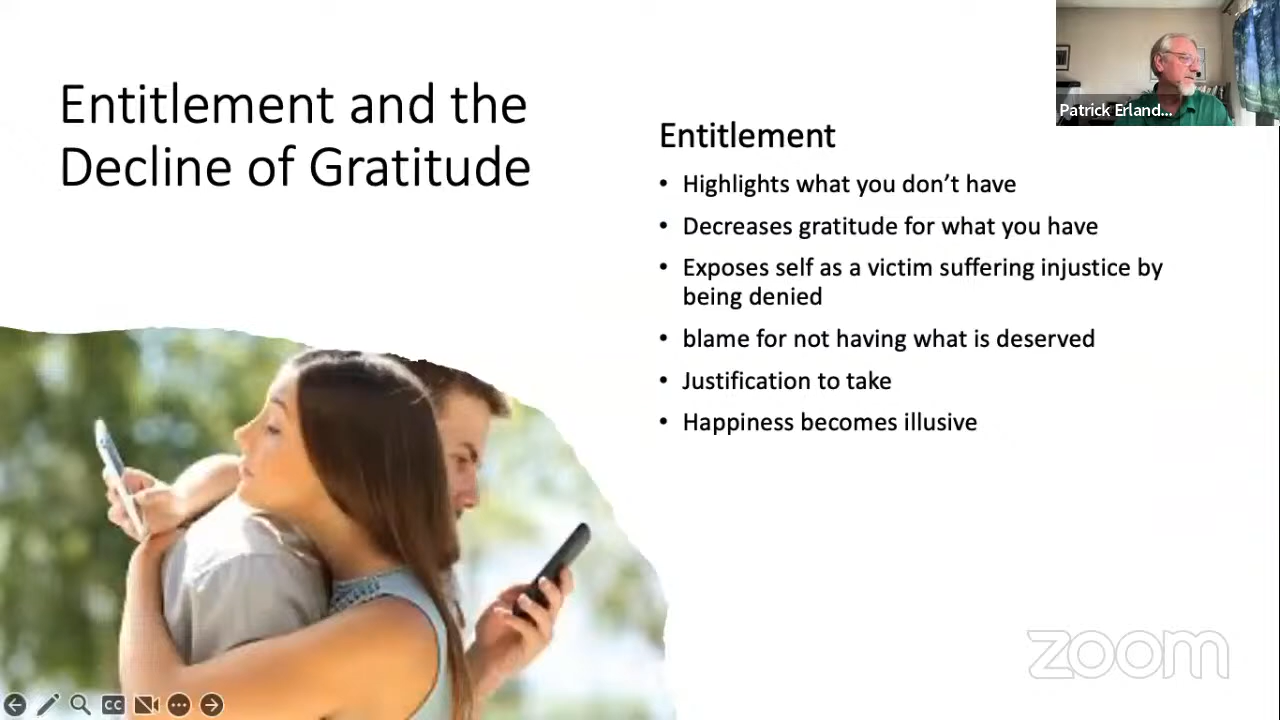 Entitlement and the
Decline of Gratitude
Patrick Erland...
Entitlement
• Highlights what you don't have
• Decreases gratitude for what you have
• Exposes self as a victim suffering injustice by
being denied
• blame for not having what is deserved
• Justification to take
• Happiness becomes illusive
zoom
CC